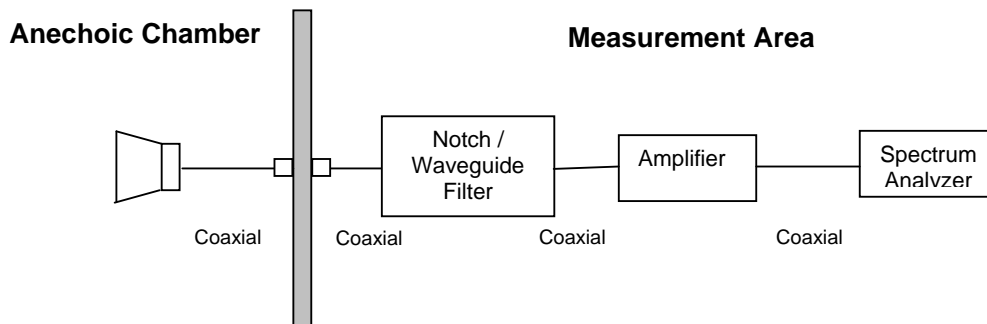 Anechoic Chamber
Measurement Area
Notch /
Waveguide
Filter
Amplifier
Spectrum
Analyzer
Coaxial
Coaxial
Coaxial
Coaxial